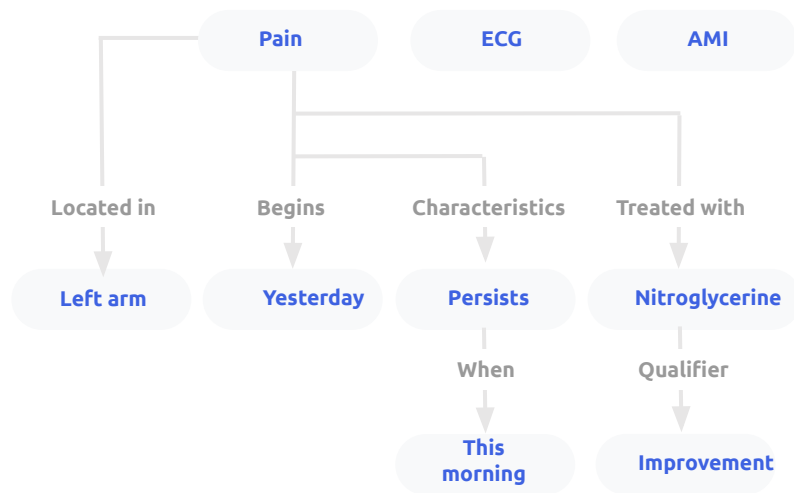 Pain
ECG
AMI
Located in
Begins
Characteristics
Treated with
Left arm
Yesterday
Persists
Nitroglycerine
When
Qualifier
This
morning
Improvement